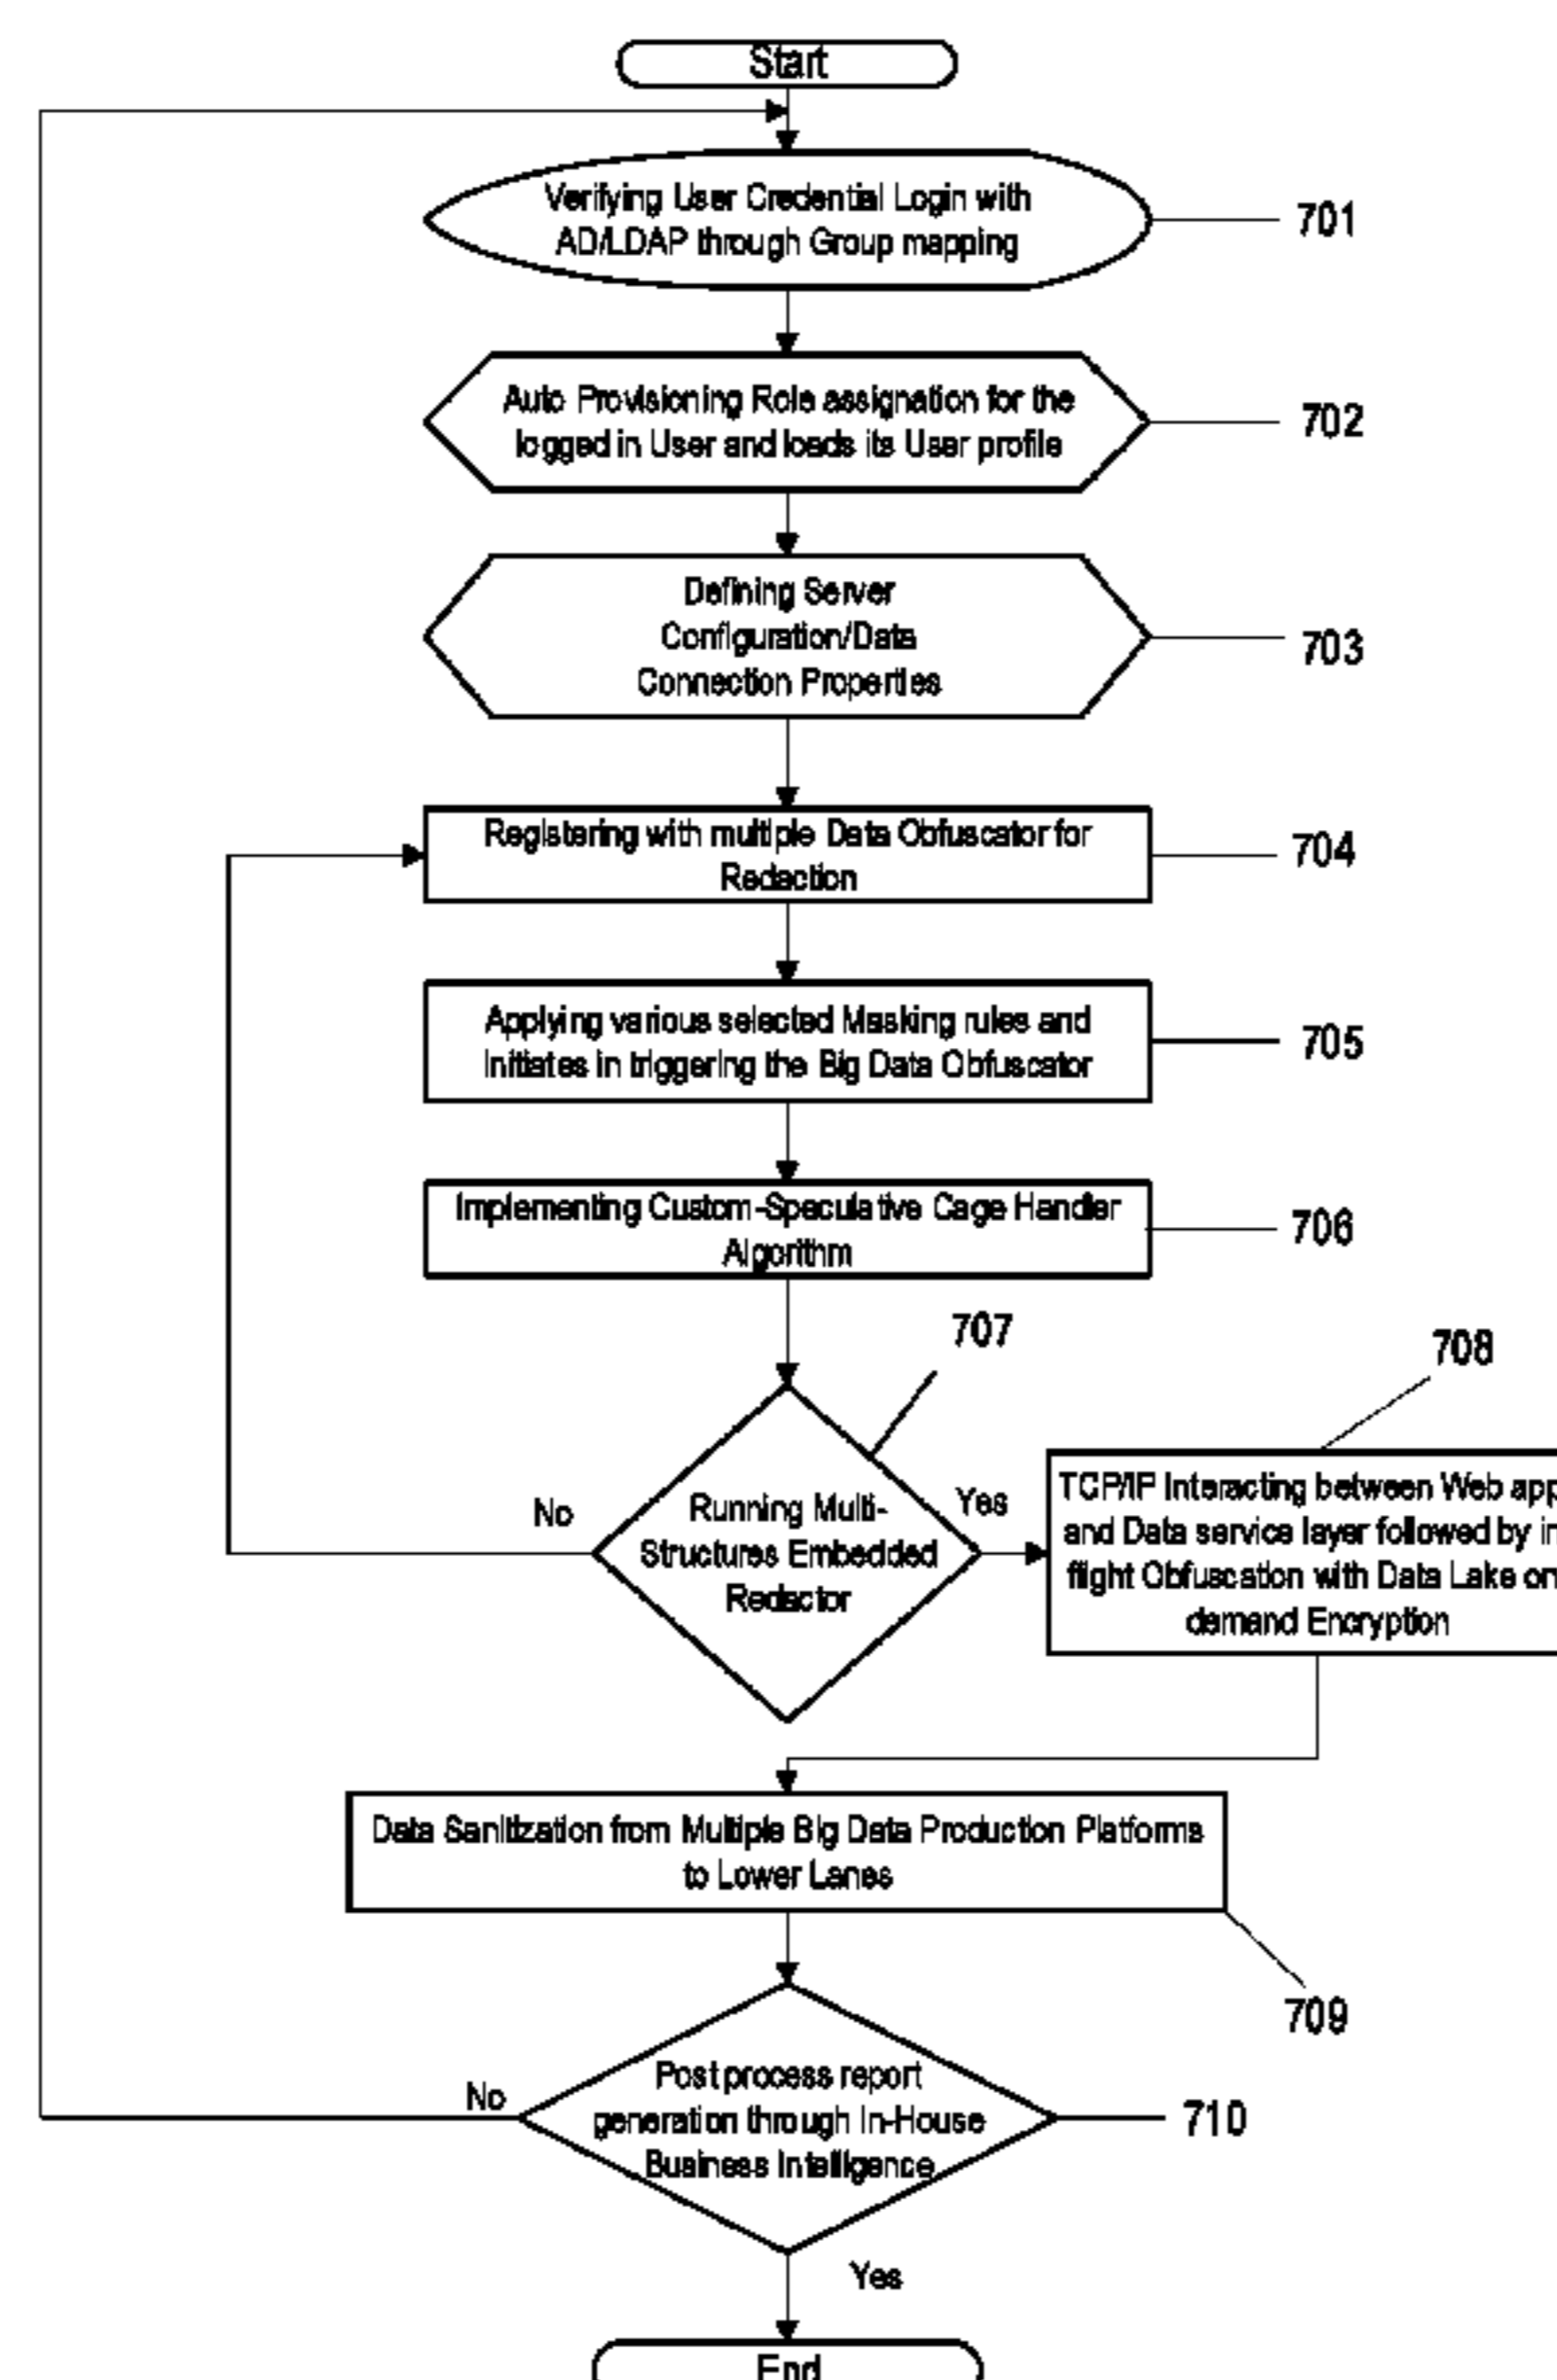 Start
Verifying User Credential Login with
AD/LDAP through Group mapping
701
Auto Provisioning Role assignation for the
logged in User and loads its User profile
702
Defining Server
Configuration/Data
Connection Properties
703
Registering with multiple Data Obfuscator for
Redaction
704
Applying various selected Masking rules and
initiates in triggering the Big Data Obfuscator
705
Implementing Custom-Speculative Cage Handler
Algorithm
706
707
708
No
Running Multi-
Structures Embedded
Redactor
Yes
TCP/IP Interacting between Web app
and Data service layer followed by in
flight Obfuscation with Data Lake on
demand Encryption
Data Sanitization from Multiple Big Data Production Platforms
to Lower Lanes
709
No
Post process report
generation through In-House
Business Intelligence
710
Yes
End